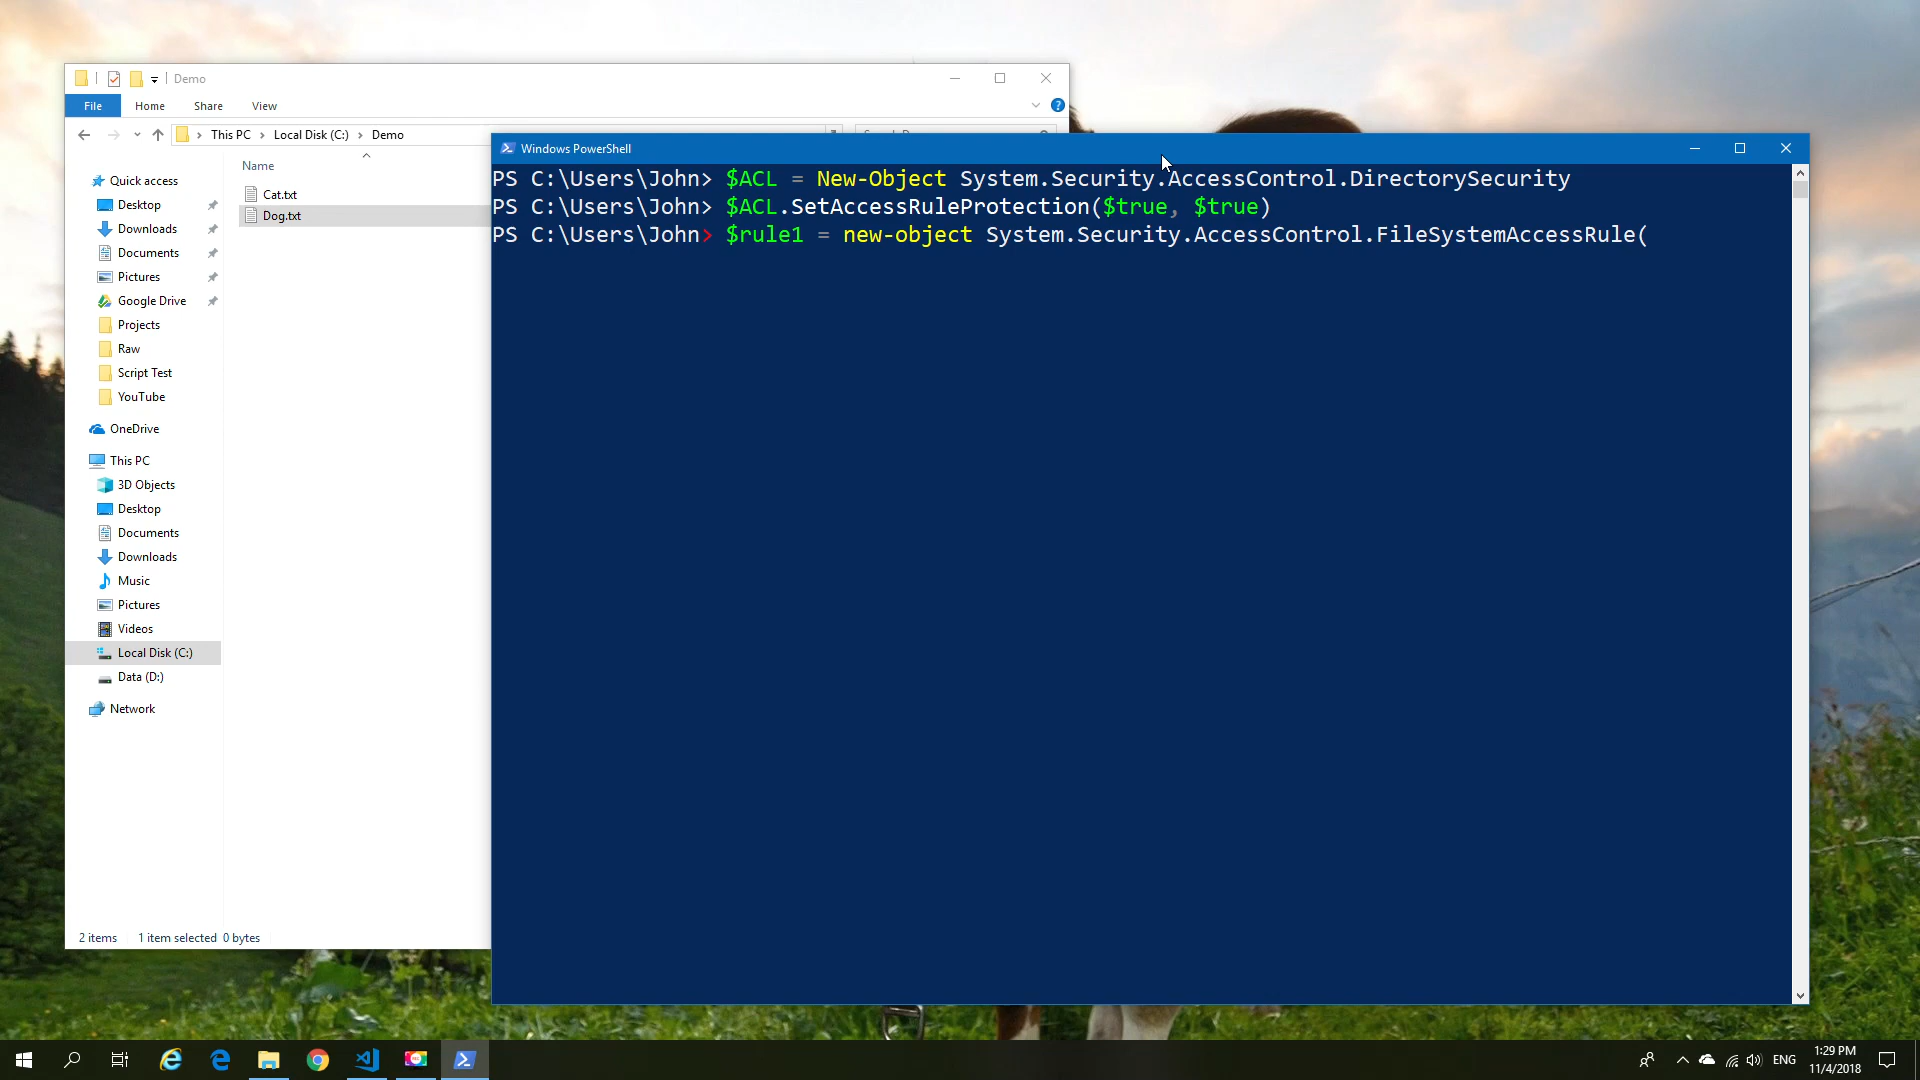 Demo
File Home Share View
This PC Local Disk (C:) Demo
Name
Cat.txt
Dog.txt
Quick access
Desktop
Downloads
Documents
Pictures
Google Drive
Projects
Raw
Script Test
YouTube
OneDrive
This PC
3D Objects
Desktop
Documents
Downloads
Music
Pictures
Videos
Local Disk (C:)
Data (D:)
Network
2 items 1 item selected 0 bytes
Windows PowerShell
PS C:\Users\John> $ACL = New-Object System.Security.AccessControl.DirectorySecurity
PS C:\Users\John> $ACL.SetAccessRuleProtection($true, $true)
PS C:\Users\John> $rule1 = new-object System.Security.AccessControl.FileSystemAccessRule(
ENG
1:29 PM
11/4/2018